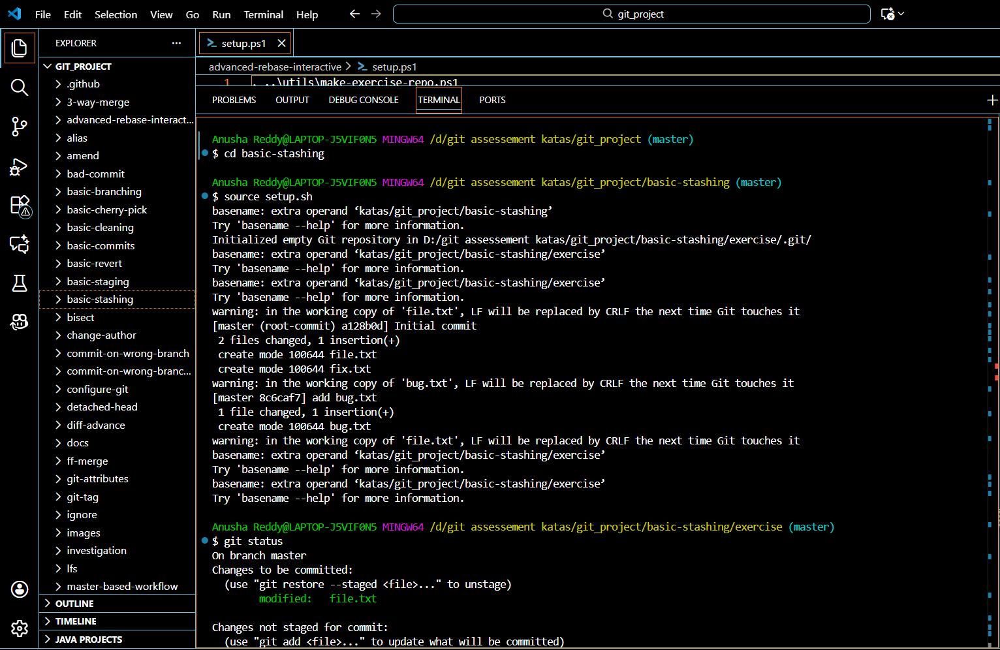 File Edit Selection View Go Run Terminal Help
git_project
EXPLORER
GIT_PROJECT
.github
3-way-merge
advanced-rebase-interact...
alias
amend
bad-commit
basic-branching
basic-cherry-pick
basic-cleaning
basic-commits
basic-revert
basic-staging
basic-stashing
bisect
change-author
commit-on-wrong-branch
commit-on-wrong-branc...
configure-git
detached-head
diff-advance
docs
ff-merge
git-attributes
git-tag
ignore
images
investigation
lfs
master-based-workflow
OUTLINE
TIMELINE
JAVA PROJECTS
setup.ps1
advanced-rebase-interactive > setup.ps1
1 . ..\utils\make-exercise-repo.ps1
PROBLEMS OUTPUT DEBUG CONSOLE TERMINAL PORTS
Anusha Reddy@LAPTOP-J5VIF0N5 MINGW64 /d/git assessement katas/git_project (master)
$ cd basic-stashing
Anusha Reddy@LAPTOP-J5VIF0N5 MINGW64 /d/git assessement katas/git_project/basic-stashing (master)
$ source setup.sh
basename: extra operand ‘katas/git_project/basic-stashing’
Try 'basename --help' for more information.
Initialized empty Git repository in D:/git assessement katas/git_project/basic-stashing/exercise/.git/
basename: extra operand ‘katas/git_project/basic-stashing/exercise’
Try 'basename --help' for more information.
basename: extra operand ‘katas/git_project/basic-stashing/exercise’
Try 'basename --help' for more information.
warning: in the working copy of 'file.txt', LF will be replaced by CRLF the next time Git touches it
[master (root-commit) a128b0d] Initial commit
2 files changed, 1 insertion(+)
create mode 100644 file.txt
create mode 100644 fix.txt
warning: in the working copy of 'bug.txt', LF will be replaced by CRLF the next time Git touches it
[master 8c6caf7] add bug.txt
1 file changed, 1 insertion(+)
create mode 100644 bug.txt
warning: in the working copy of 'file.txt', LF will be replaced by CRLF the next time Git touches it
basename: extra operand ‘katas/git_project/basic-stashing/exercise’
Try 'basename --help' for more information.
basename: extra operand ‘katas/git_project/basic-stashing/exercise’
Try 'basename --help' for more information.
Anusha Reddy@LAPTOP-J5VIF0N5 MINGW64 /d/git assessement katas/git_project/basic-stashing/exercise (master)
$ git status
On branch master
Changes to be committed:
(use "git restore --staged <file>..." to unstage)
modified: file.txt
Changes not staged for commit:
(use "git add <file>..." to update what will be committed)